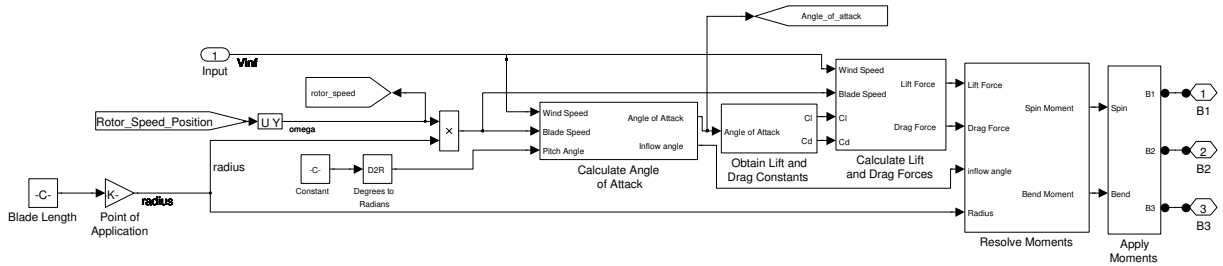 Angle_of_attack
1
Input
Vinf
rotor_speed
Rotor_Speed_Position
U Y
omega
×
radius
-C-
Blade Length
K-
Point of
Application
radius
-C-
Constant
D2R
Degrees to
Radians
Wind Speed
Blade Speed
Pitch Angle
Angle of Attack
Inflow angle
Calculate Angle
of Attack
Angle of Attack
Cl
Cd
Obtain Lift and
Drag Constants
Wind Speed
Blade Speed
Cl
Cd
Lift Force
Drag Force
Calculate Lift
and Drag Forces
Lift Force
Drag Force
inflow angle
Radius
Spin Moment
Bend Moment
Resolve Moments
Spin
Bend
B1
B2
B3
Apply
Moments
1
B1
2
B2
3
B3